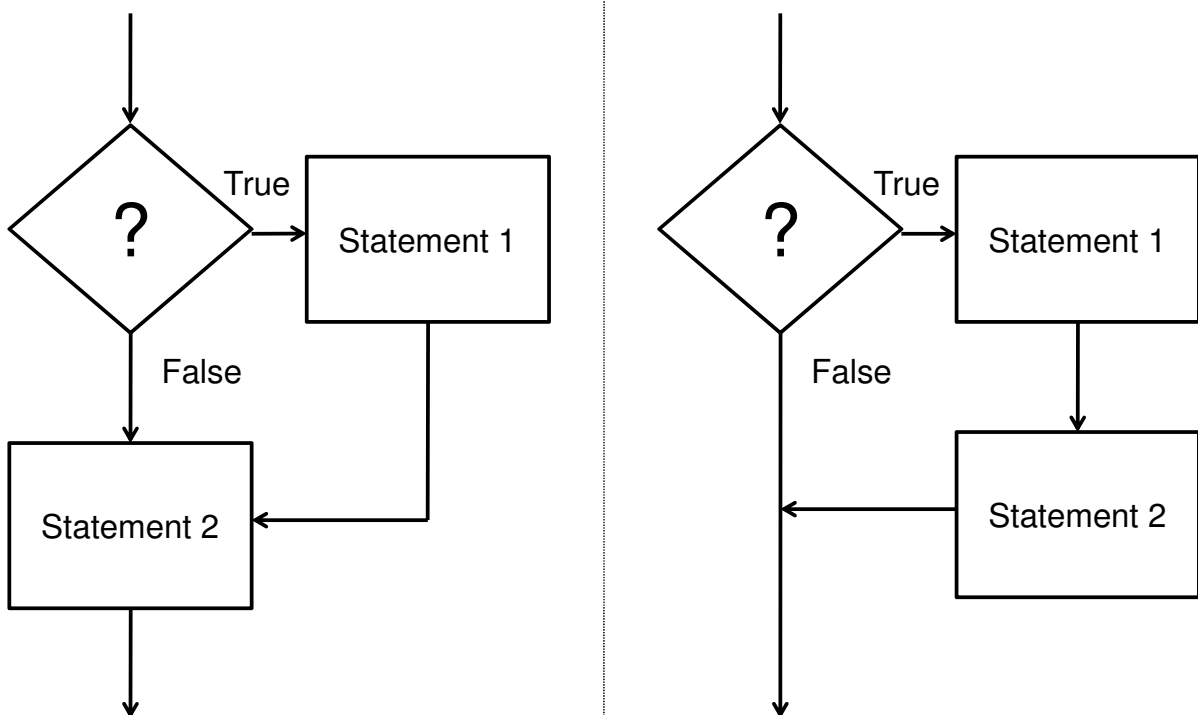 True
?
Statement 1
False
Statement 2
True
?
Statement 1
False
Statement 2